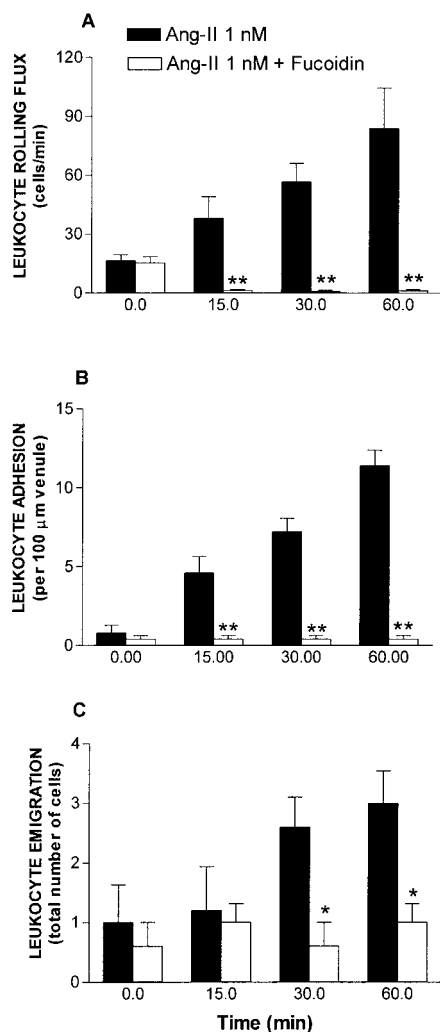 A
Ang-II 1 nM
Ang-II 1 nM + Fucoidin
LEUKOCYTE ROLLING FLUX
(cells/min)
120
90
60
30
0
** ** **
0.0 15.0 30.0 60.0
B
LEUKOCYTE ADHESION
(per 100 μm venule)
15
10
5
0
** ** **
0.00 15.00 30.00 60.00
C
LEUKOCYTE EMIGRATION
(total number of cells)
4
3
2
1
0
* *
0.0 15.0 30.0 60.0
Time (min)